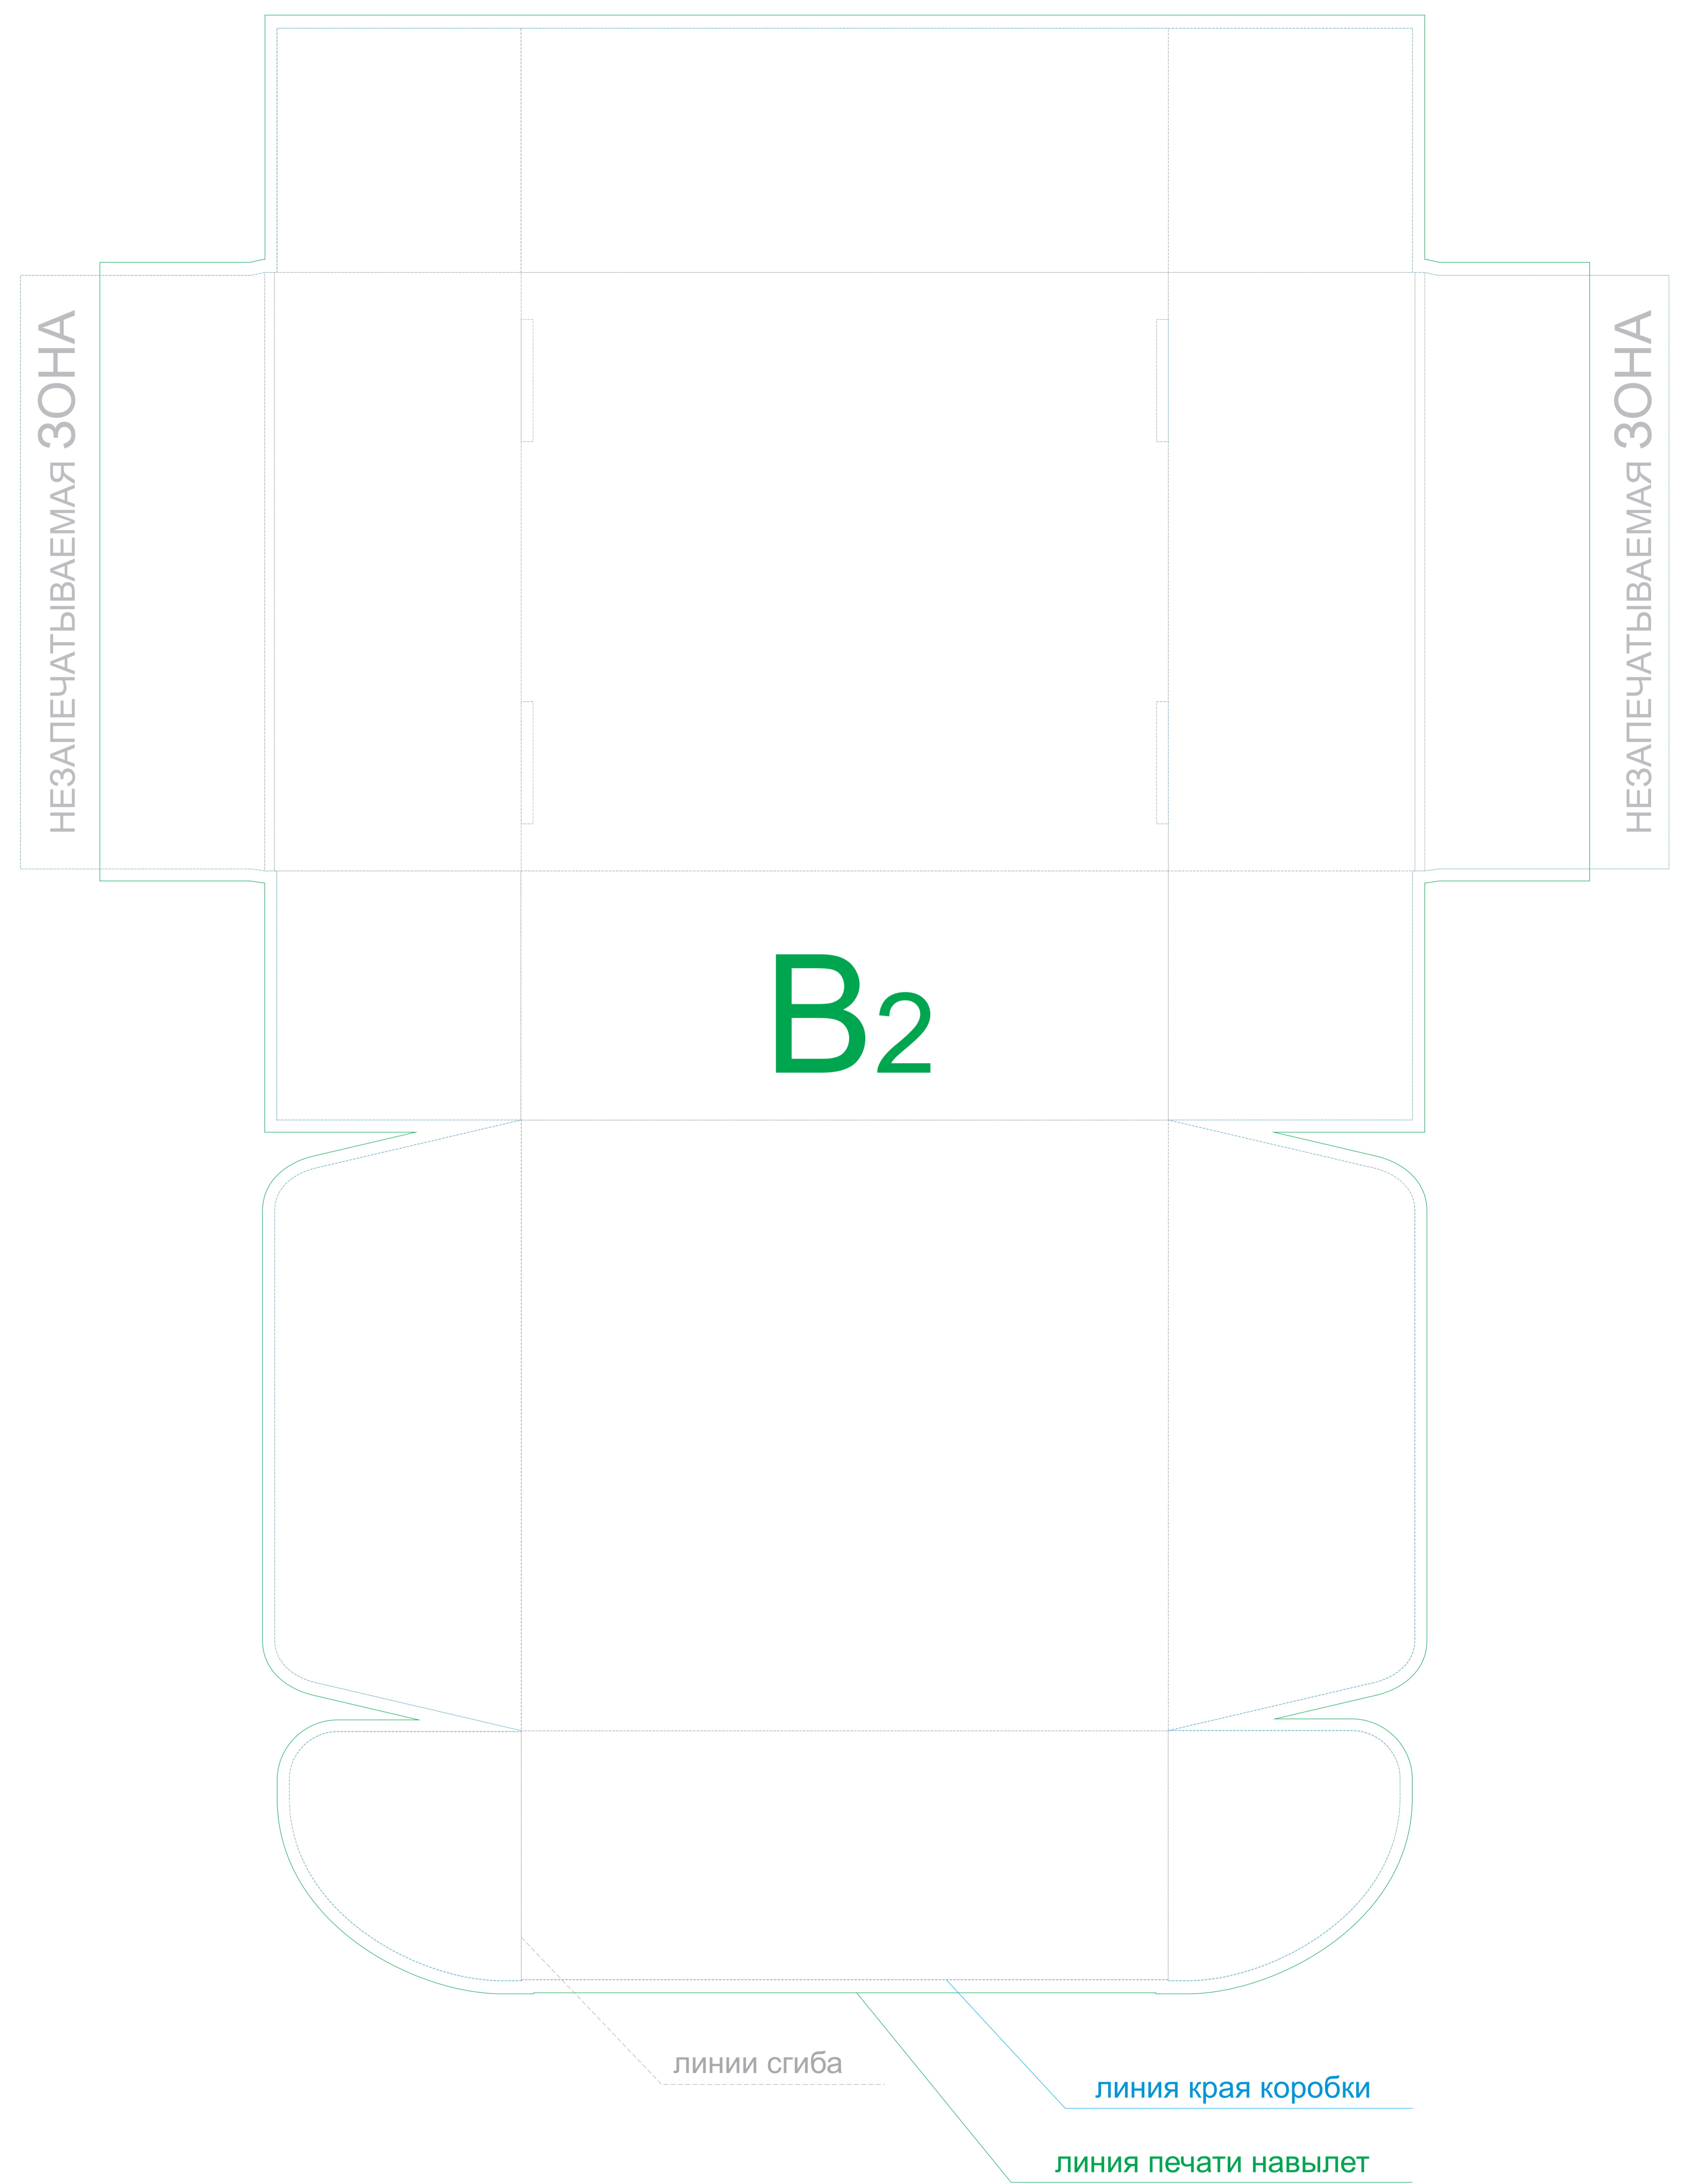 НЕЗАПЕЧАТЫВАЕМАЯ ЗОНА
НЕЗАПЕЧАТЫВАЕМАЯ ЗОНА
B2
линии сгиба
линия края коробки
линия печати навылет